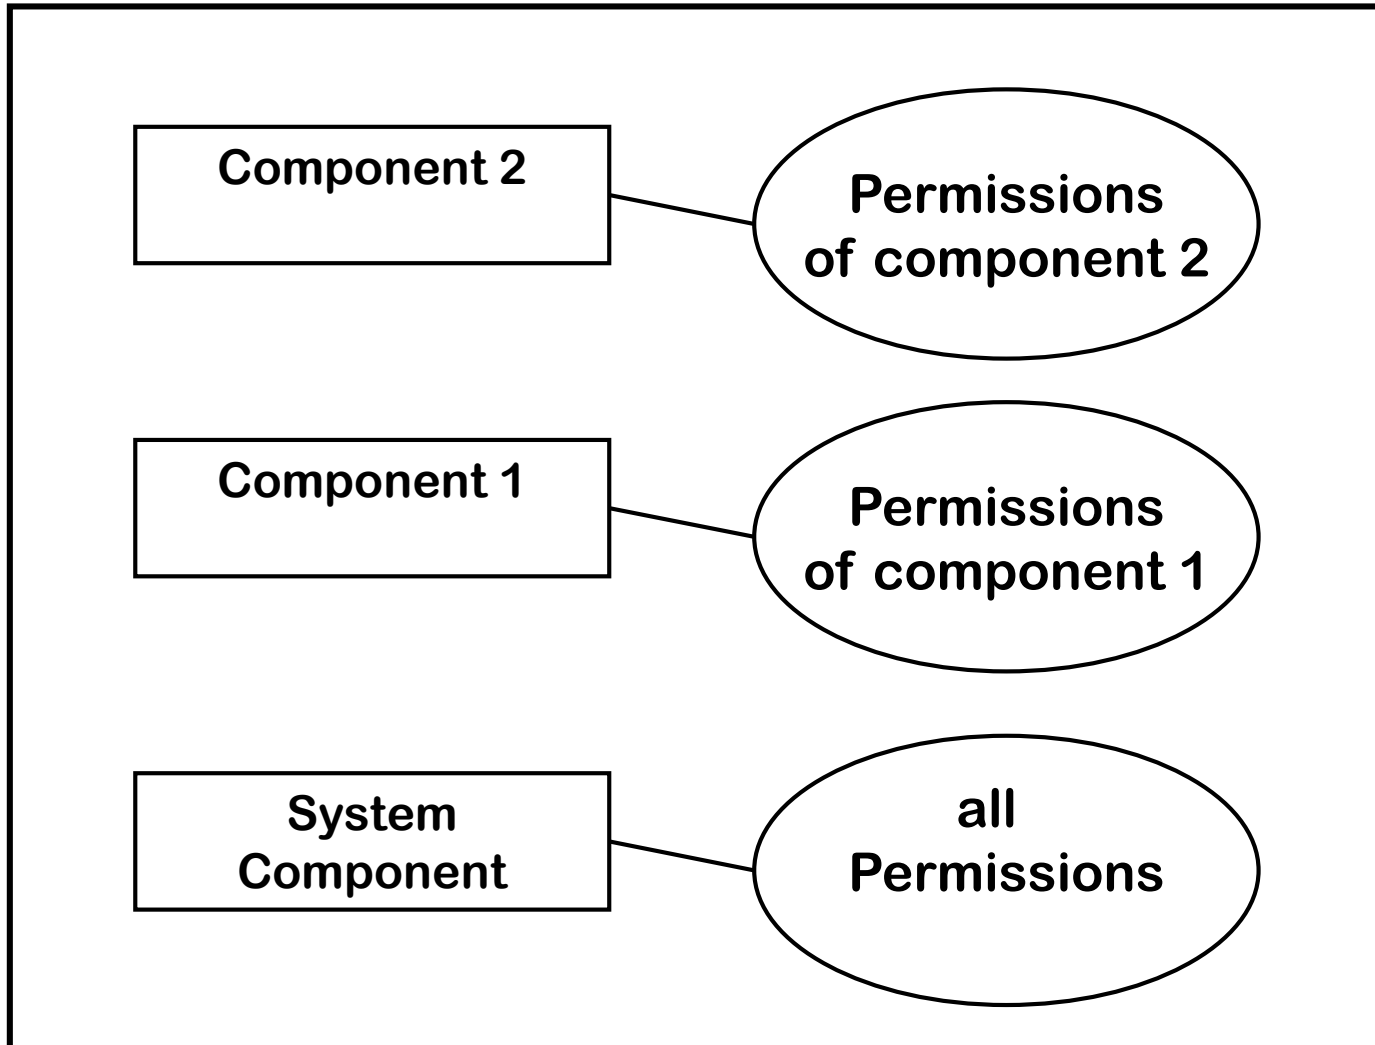 Component 2
Permissions
of component 2
Component 1
Permissions
of component 1
System
Component
all
Permissions